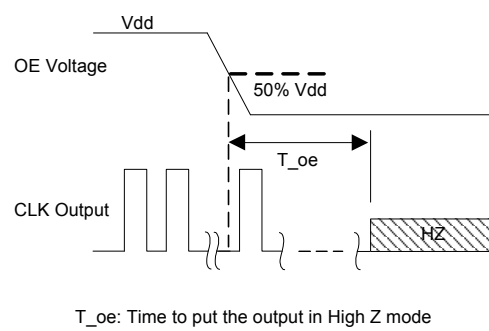 Vdd
OE Voltage
50% Vdd
T_oe
CLK Output
HZ
T_oe: Time to put the output in High Z mode